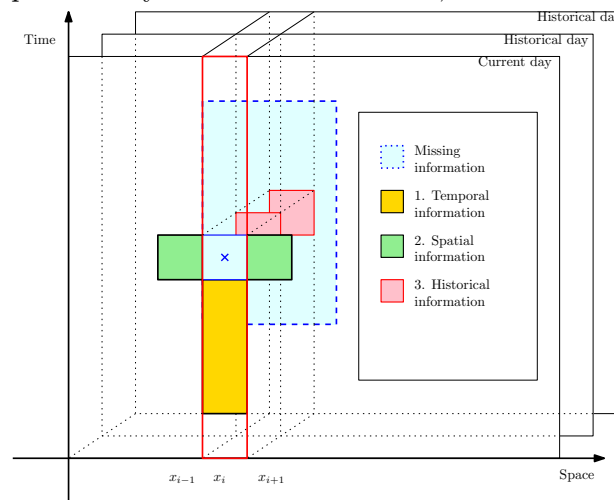 Historical da
Time
Historical day
Current day
Missing
information
1. Temporal
information
2. Spatial
information
3. Historical
information
Space
x_{i−1} x_i x_{i+1}